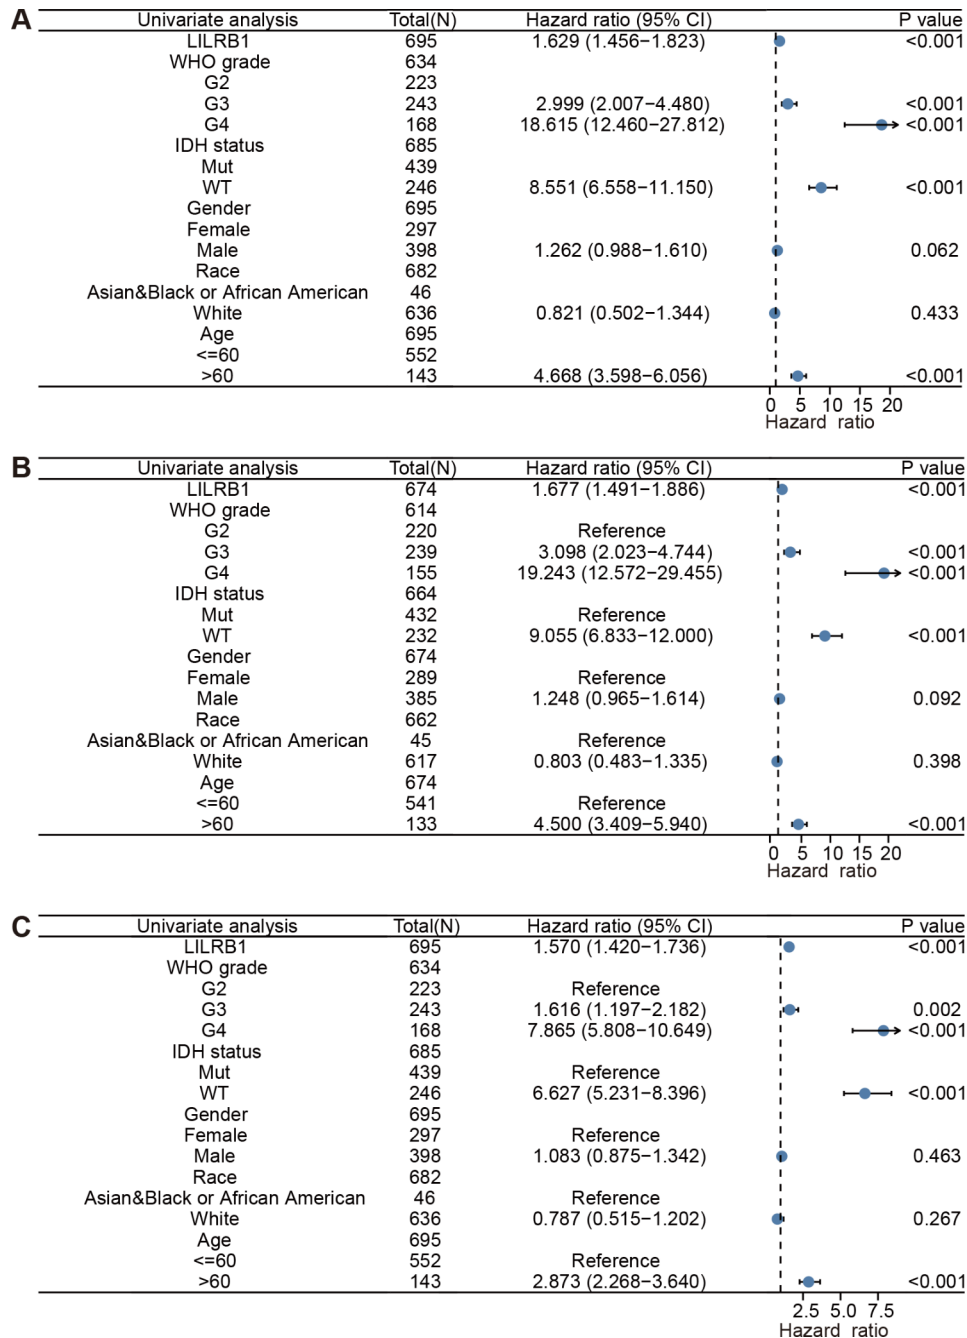 A
Univariate analysis Total(N) Hazard ratio (95% CI) P value
LILRB1 695 1.629 (1.456−1.823) <0.001
WHO grade 634
G2 223
G3 243 2.999 (2.007−4.480) <0.001
G4 168 18.615 (12.460−27.812) <0.001
IDH status 685
Mut 439
WT 246 8.551 (6.558−11.150) <0.001
Gender 695
Female 297
Male 398 1.262 (0.988−1.610) 0.062
Race 682
Asian&Black or African American 46
White 636 0.821 (0.502−1.344) 0.433
Age 695
<=60 552
>60 143 4.668 (3.598−6.056) <0.001
0 5 10 15 20
Hazard ratio
B
Univariate analysis Total(N) Hazard ratio (95% CI) P value
LILRB1 674 1.677 (1.491−1.886) <0.001
WHO grade 614
G2 220 Reference
G3 239 3.098 (2.023−4.744) <0.001
G4 155 19.243 (12.572−29.455) <0.001
IDH status 664
Mut 432 Reference
WT 232 9.055 (6.833−12.000) <0.001
Gender 674
Female 289 Reference
Male 385 1.248 (0.965−1.614) 0.092
Race 662
Asian&Black or African American 45 Reference
White 617 0.803 (0.483−1.335) 0.398
Age 674
<=60 541 Reference
>60 133 4.500 (3.409−5.940) <0.001
0 5 10 15 20
Hazard ratio
C
Univariate analysis Total(N) Hazard ratio (95% CI) P value
LILRB1 695 1.570 (1.420−1.736) <0.001
WHO grade 634
G2 223 Reference
G3 243 1.616 (1.197−2.182) 0.002
G4 168 7.865 (5.808−10.649) <0.001
IDH status 685
Mut 439 Reference
WT 246 6.627 (5.231−8.396) <0.001
Gender 695
Female 297 Reference
Male 398 1.083 (0.875−1.342) 0.463
Race 682
Asian&Black or African American 46 Reference
White 636 0.787 (0.515−1.202) 0.267
Age 695
<=60 552 Reference
>60 143 2.873 (2.268−3.640) <0.001
2.5 5.0 7.5
Hazard ratio